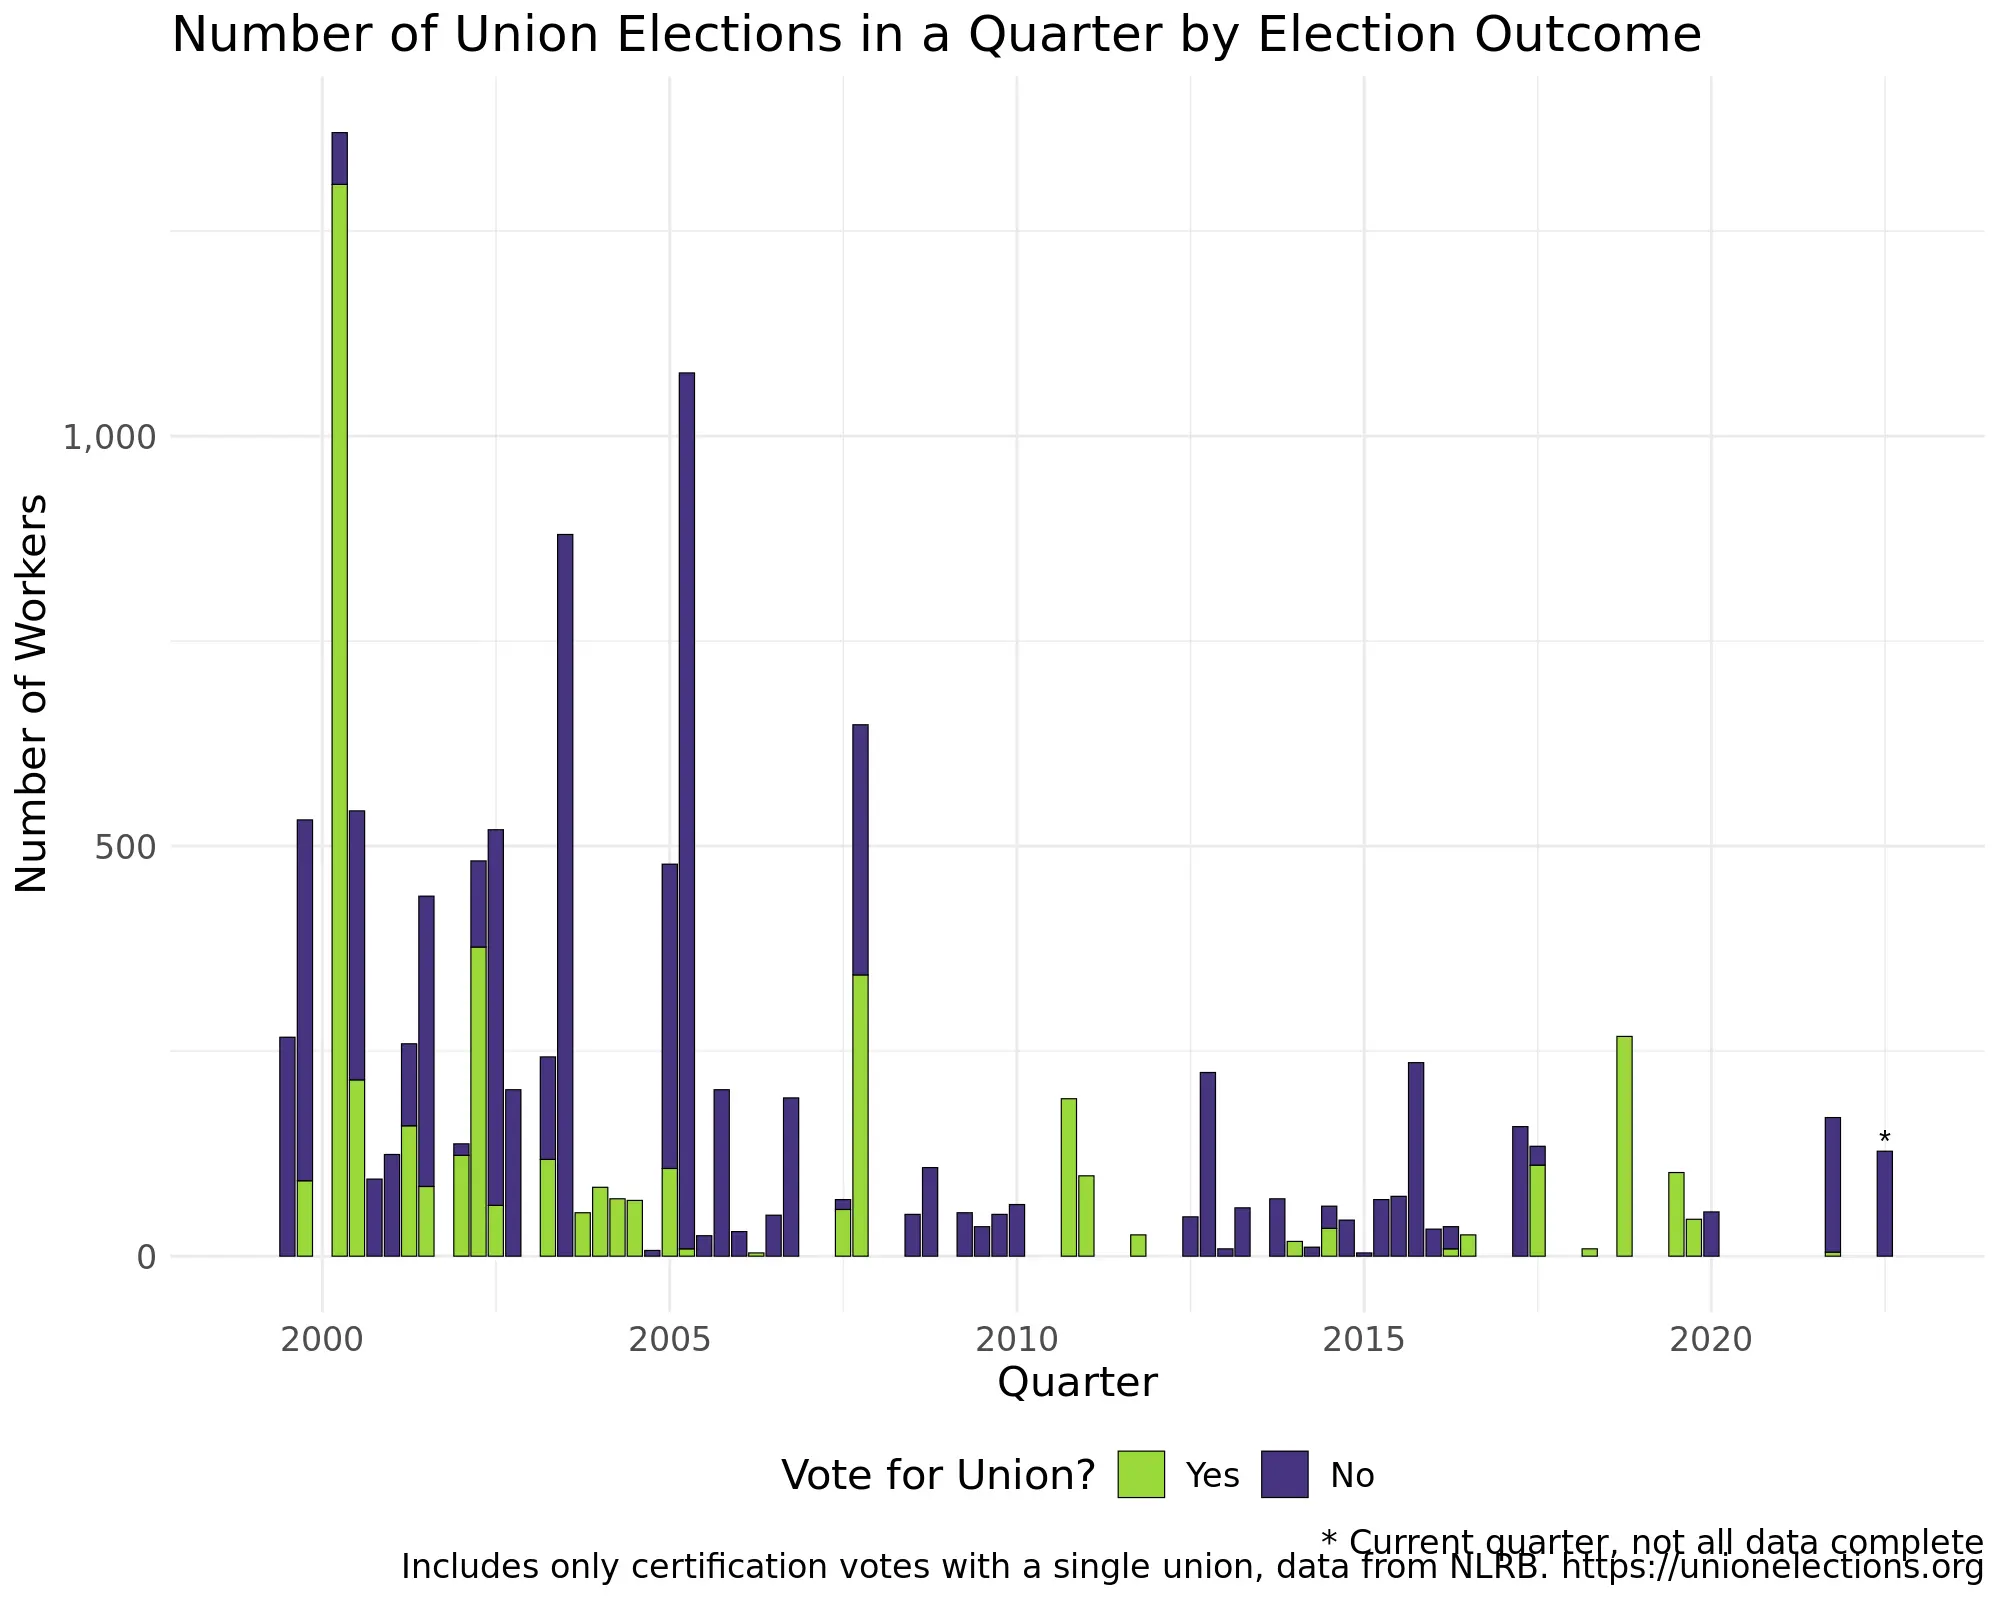 Number of Union Elections in a Quarter by Election Outcome
Number of Workers
1,000
500
0
2000 2005 2010 2015 2020
*
Quarter
Vote for Union? Yes No
* Current quarter, not all data complete
Includes only certification votes with a single union, data from NLRB. https://unionelections.org